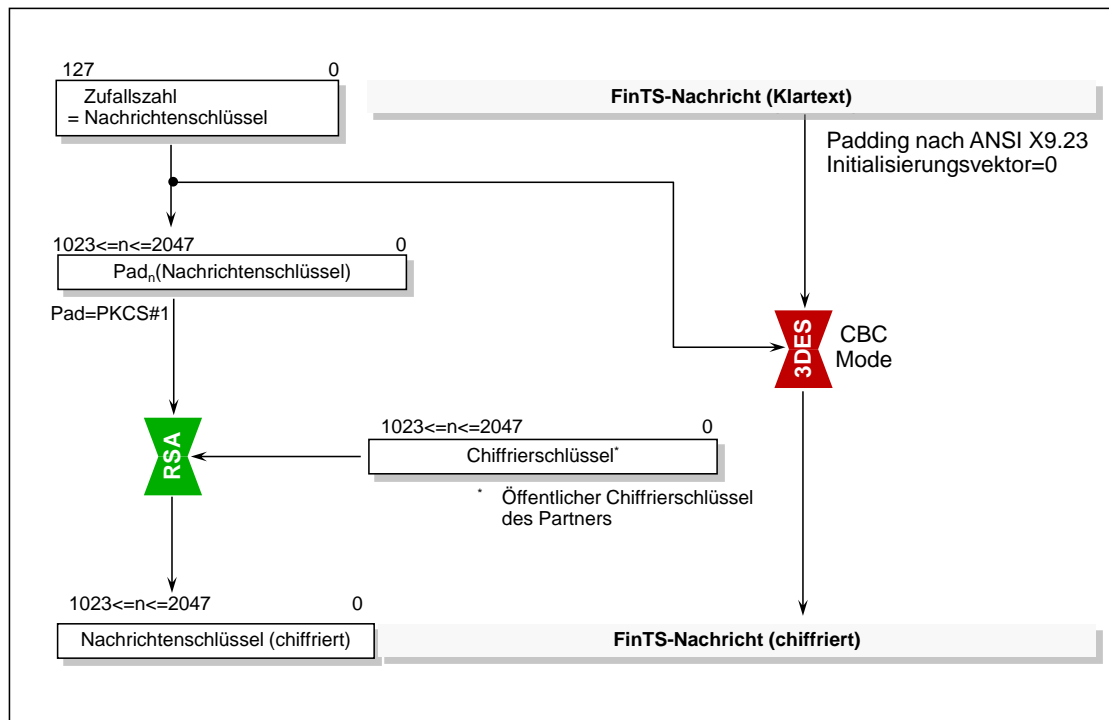 127 0
Zufallszahl
= Nachrichtenschlüssel
FinTS-Nachricht (Klartext)
Padding nach ANSI X9.23
Initialisierungsvektor=0
1023<=n<=2047 0
Padn(Nachrichtenschlüssel)
Pad=PKCS#1
3DES
CBC
Mode
RSA
1023<=n<=2047 0
Chiffrierschlüssel*
* Öffentlicher Chiffrierschlüssel
des Partners
1023<=n<=2047 0
Nachrichtenschlüssel (chiffriert)
FinTS-Nachricht (chiffriert)